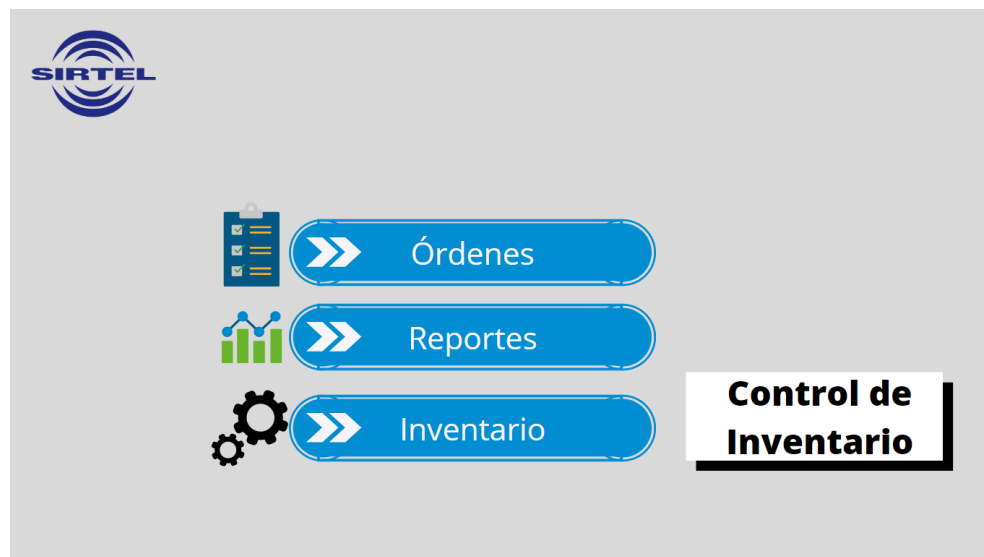 SIRTEL
Órdenes
Reportes
Inventario
Control de
Inventario